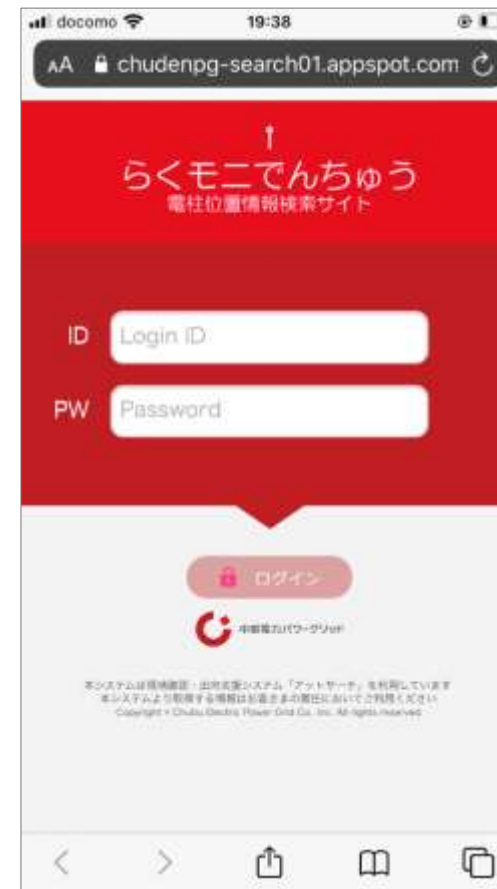 docomo 19:38
AA chudenpg-search01.appspot.com
らくモニでんちゅう
電柱位置情報検索サイト
ID Login ID
PW Password
ログイン
中部電力パワーグリッド
本システムは現場確認・出向支援システム「アットサーチ」を利用しています
本システムより取得する情報はお客さまの責任においてご利用ください
Copyright © Chubu Electric Power Grid Co., Inc. All rights reserved